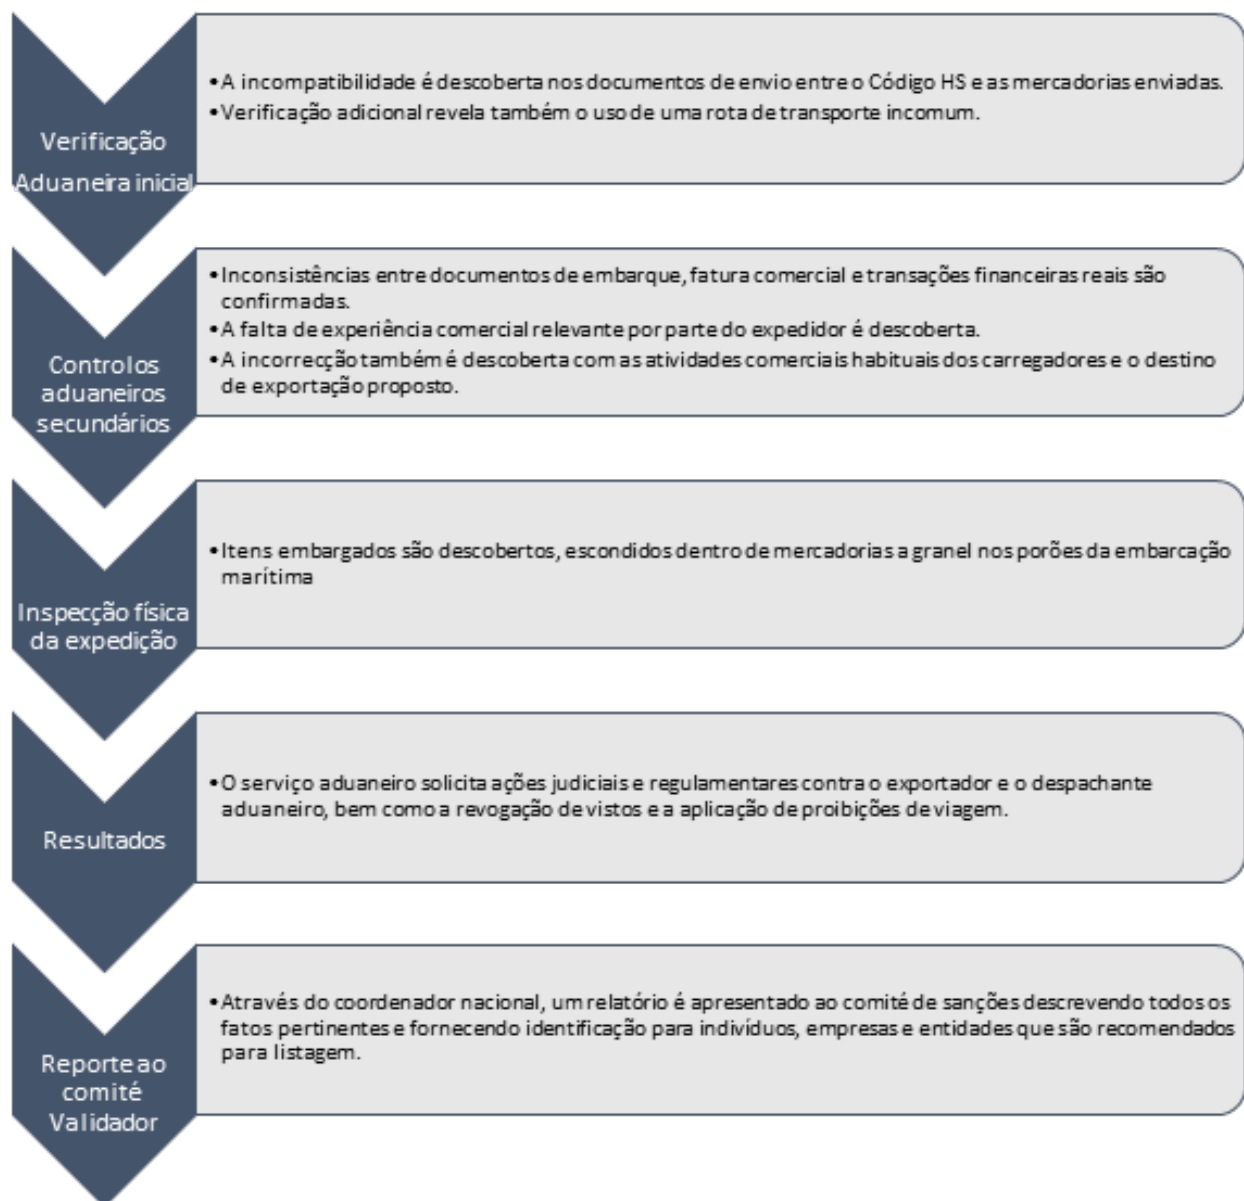 Verificação
Aduaneira inicial
•A incompatibilidade é descoberta nos documentos de envio entre o Código HS e as mercadorias enviadas.
•Verificação adicional revela também o uso de uma rota de transporte incomum.
Controlos
aduaneiros
secundários
•Inconsistências entre documentos de embarque, fatura comercial e transações financeiras reais são
confirmadas.
•A falta de experiência comercial relevante por parte do expedidor é descoberta.
•A incorrecção também é descoberta com as atividades comerciais habituais dos carregadores e o destino
de exportação proposto.
Inspecção física
da expedição
•Itens embargados são descobertos, escondidos dentro de mercadorias a granel nos porões da embarcação
marítima
Resultados
•O serviço aduaneiro solicita ações judiciais e regulamentares contra o exportador e o despachante
aduaneiro, bem como a revogação de vistos e a aplicação de proibições de viagem.
Reporte ao
comité
Validador
•Através do coordenador nacional, um relatório é apresentado ao comité de sanções descrevendo todos os
fatos pertinentes e fornecendo identificação para indivíduos, empresas e entidades que são recomendados
para listagem.